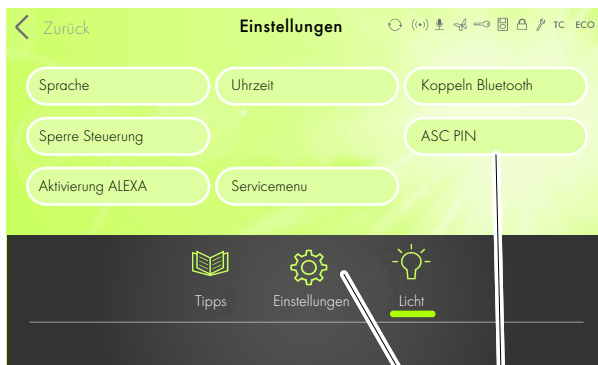 Zurück Einstellungen TC ECO
Sprache Uhrzeit Koppeln Bluetooth
Sperre Steuerung ASC PIN
Aktivierung ALEXA Servicemenu
Tipps Einstellungen Licht